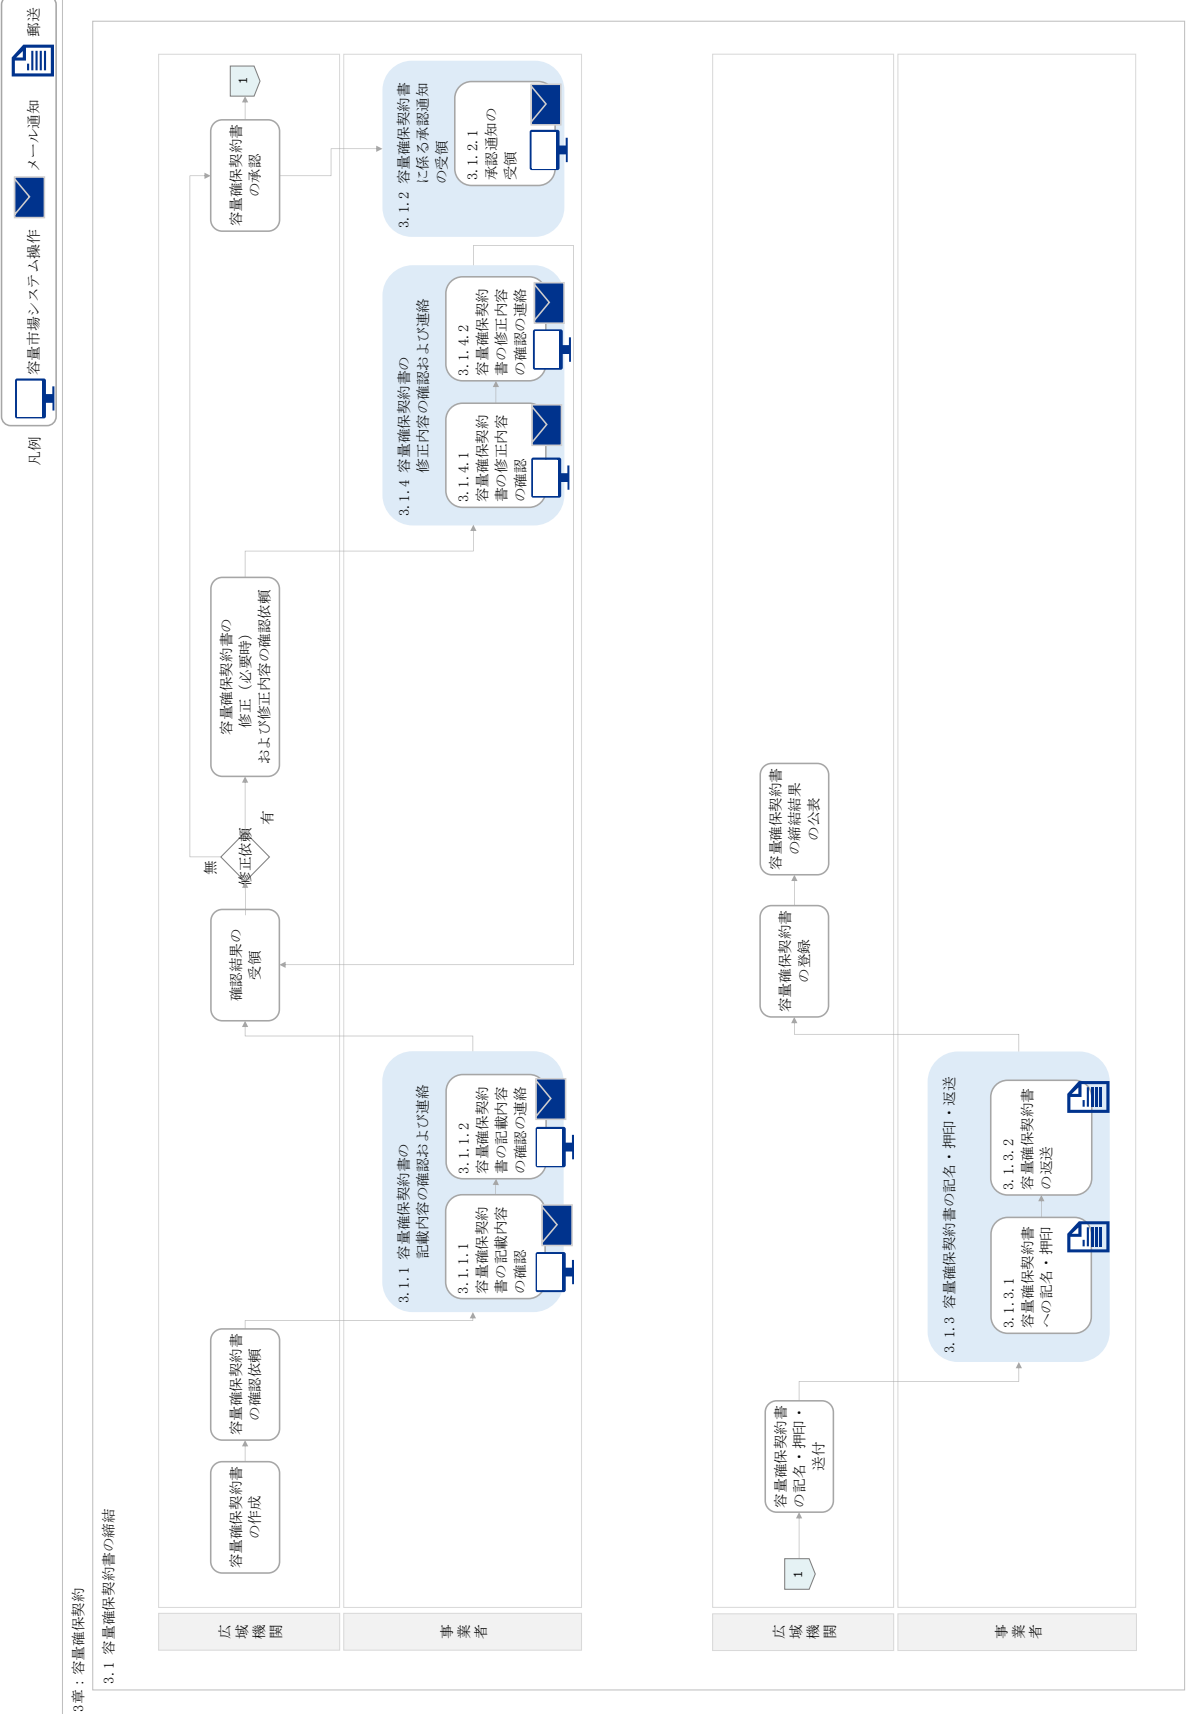 3章：容量確保契約
3.1 容量確保契約書の締結
凡例
容量市場システム操作
メール通知
郵送
広域機関
事業者
容量確保契約書
の作成
容量確保契約書
の確認依頼
3.1.1 容量確保契約書の
記載内容の確認および連絡
3.1.1.1
容量確保契約
書の記載内容
の確認
3.1.1.2
容量確保契約
書の記載内容
の確認の連絡
確認結果の
受領
修正依頼
無
有
容量確保契約書の
修正（必要時）
および修正内容の確認依頼
3.1.4 容量確保契約書の
修正内容の確認および連絡
3.1.4.1
容量確保契約
書の修正内容
の確認
3.1.4.2
容量確保契約
書の修正内容
の確認の連絡
容量確保契約書
の承認
1
3.1.2 容量確保契約書
に係る承認通知
の受領
3.1.2.1
承認通知の
受領
広域機関
事業者
1
容量確保契約書
の記名・押印・
送付
3.1.3 容量確保契約書の記名・押印・返送
3.1.3.1
容量確保契約書
への記名・押印
3.1.3.2
容量確保契約書
の返送
容量確保契約書
の登録
容量確保契約書
の締結結果
の公表